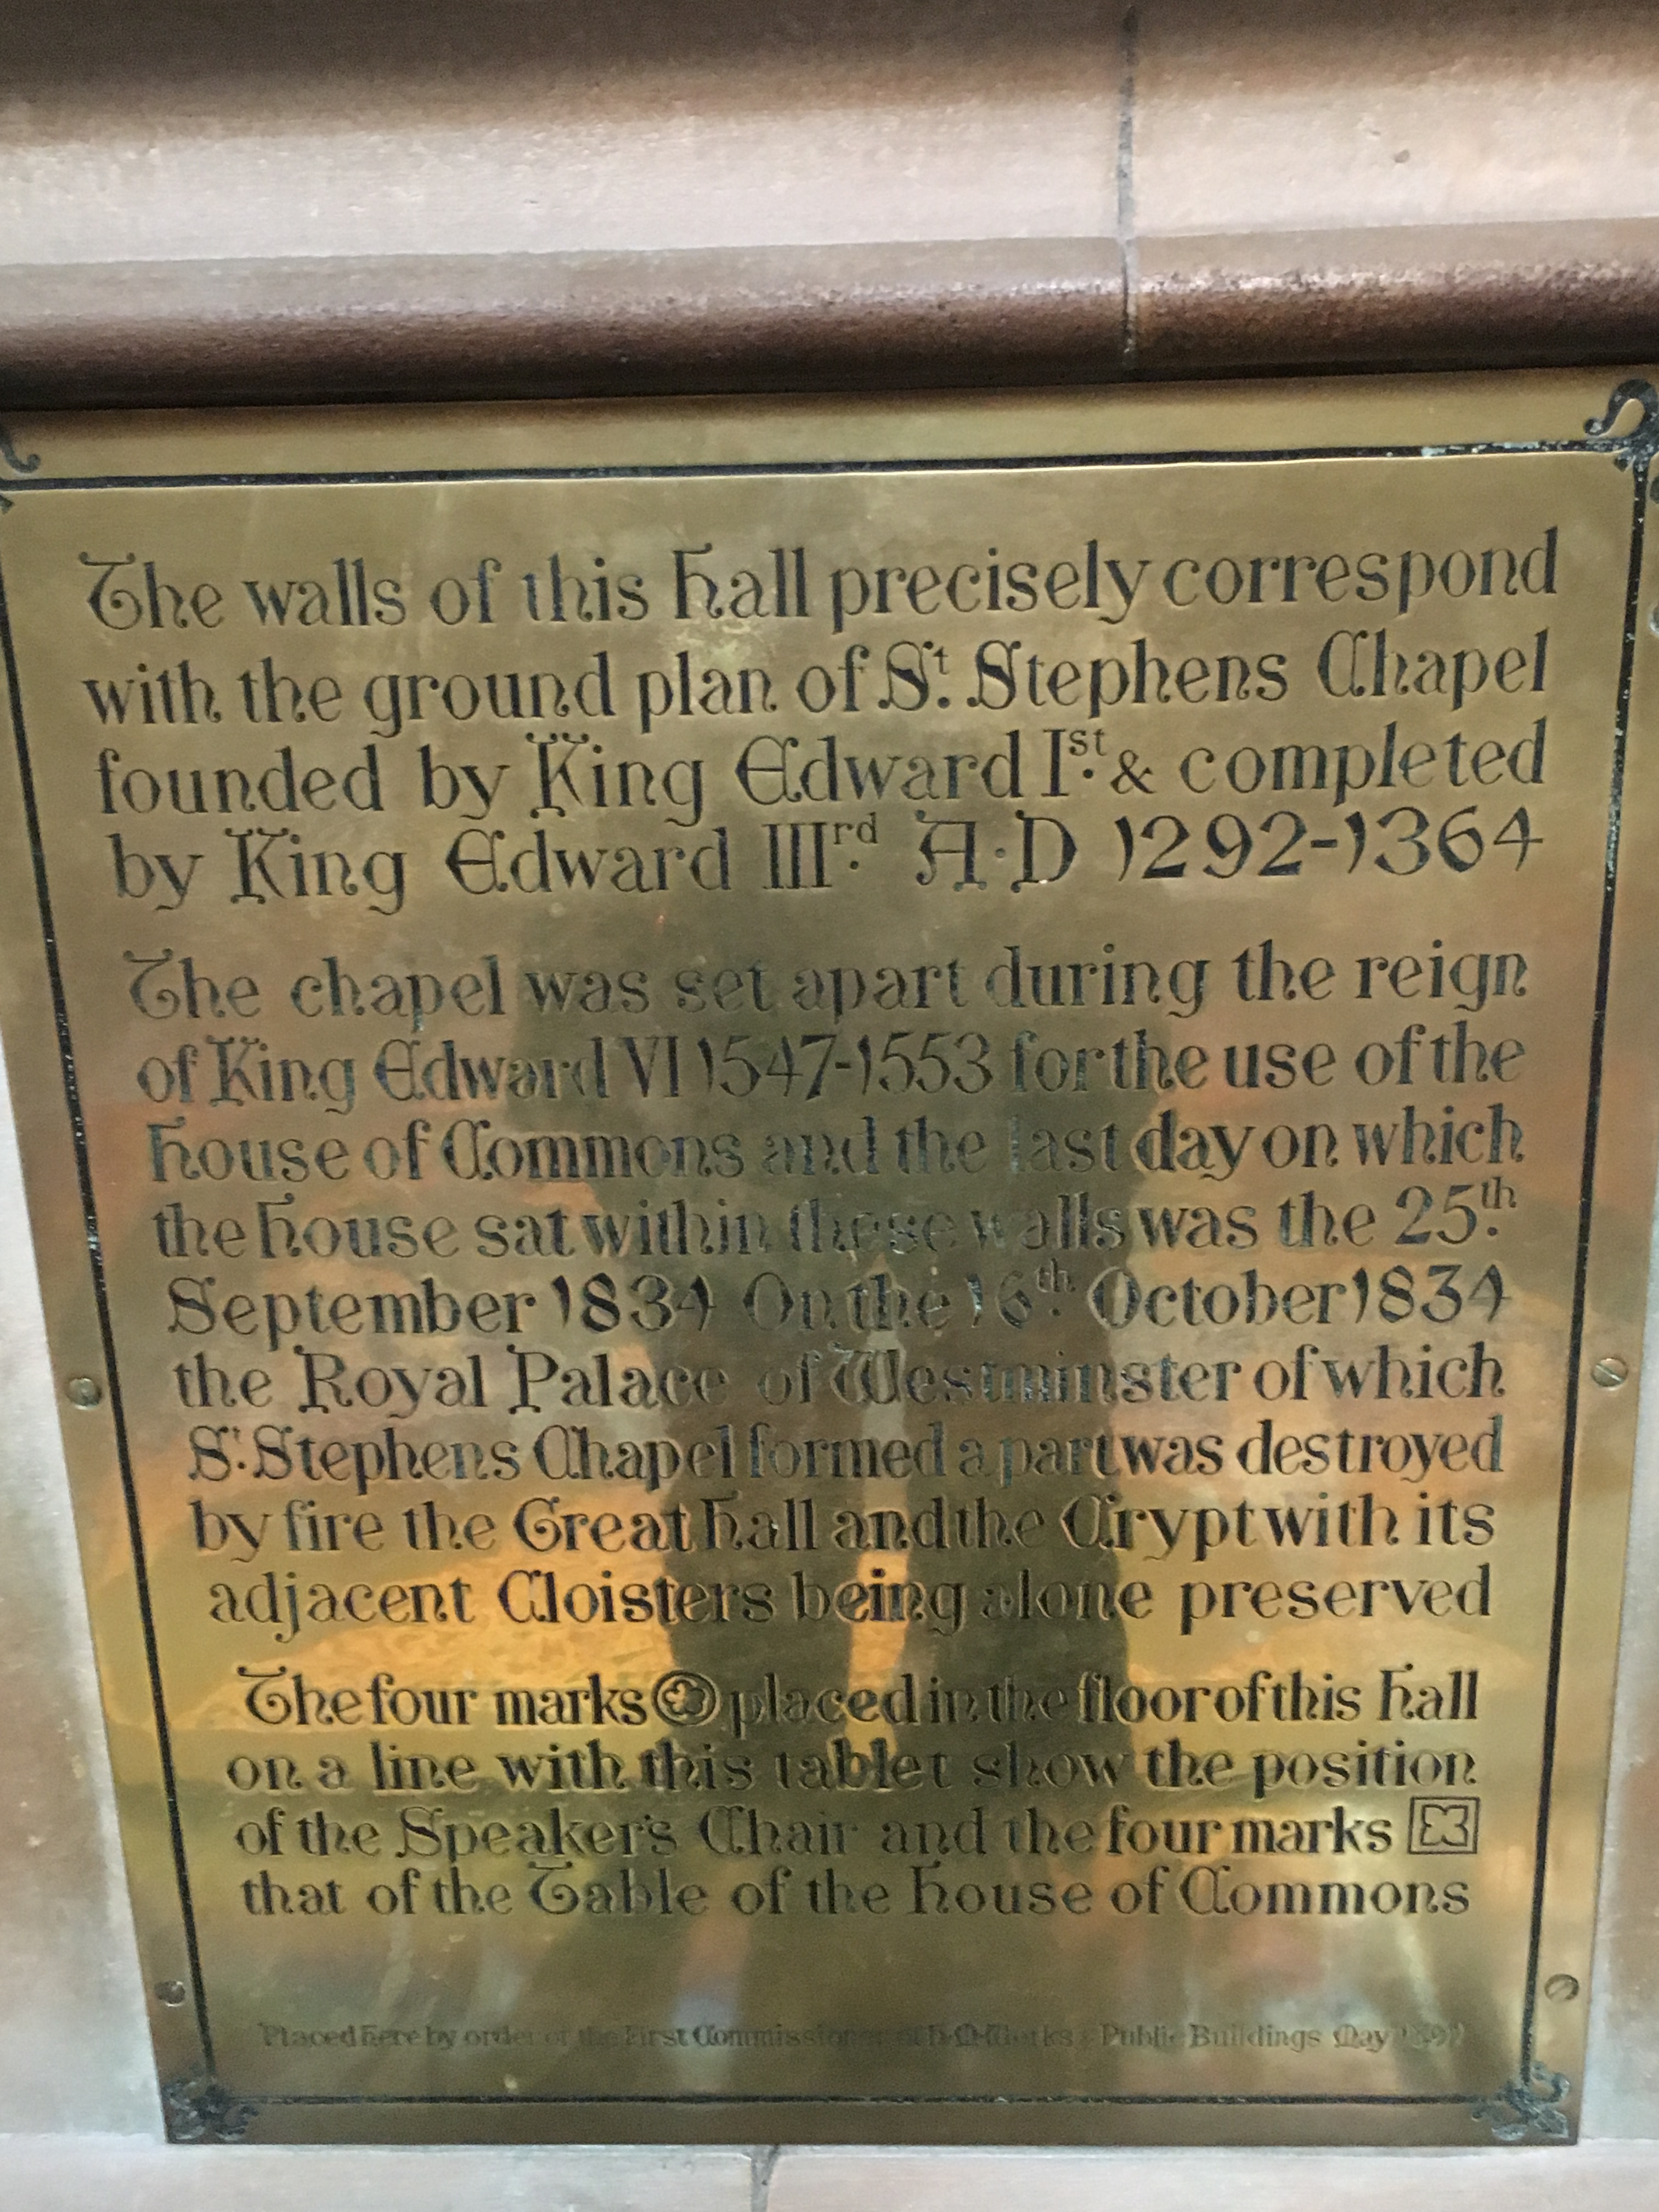 The walls of this hall precisely correspond
with the ground plan of St. Stephens Chapel
founded by King Edward Ist. & completed
by King Edward IIIrd. A·D 1292-1364
The chapel was set apart during the reign
of King Edward VI 1547-1553 for the use of the
house of Commons and the last day on which
the house sat within these walls was the 25th.
September 1834 On the 16th. October 1834
the Royal Palace of Westminster of which
St. Stephens Chapel formed a part was destroyed
by fire the Great hall and the Crypt with its
adjacent Cloisters being alone preserved
The four marks placed in the floor of this hall
on a line with this tablet show the position
of the Speaker's Chair and the four marks
that of the Table of the house of Commons
Placed here by order of the First Commissioner of H.M. Works & Public Buildings May